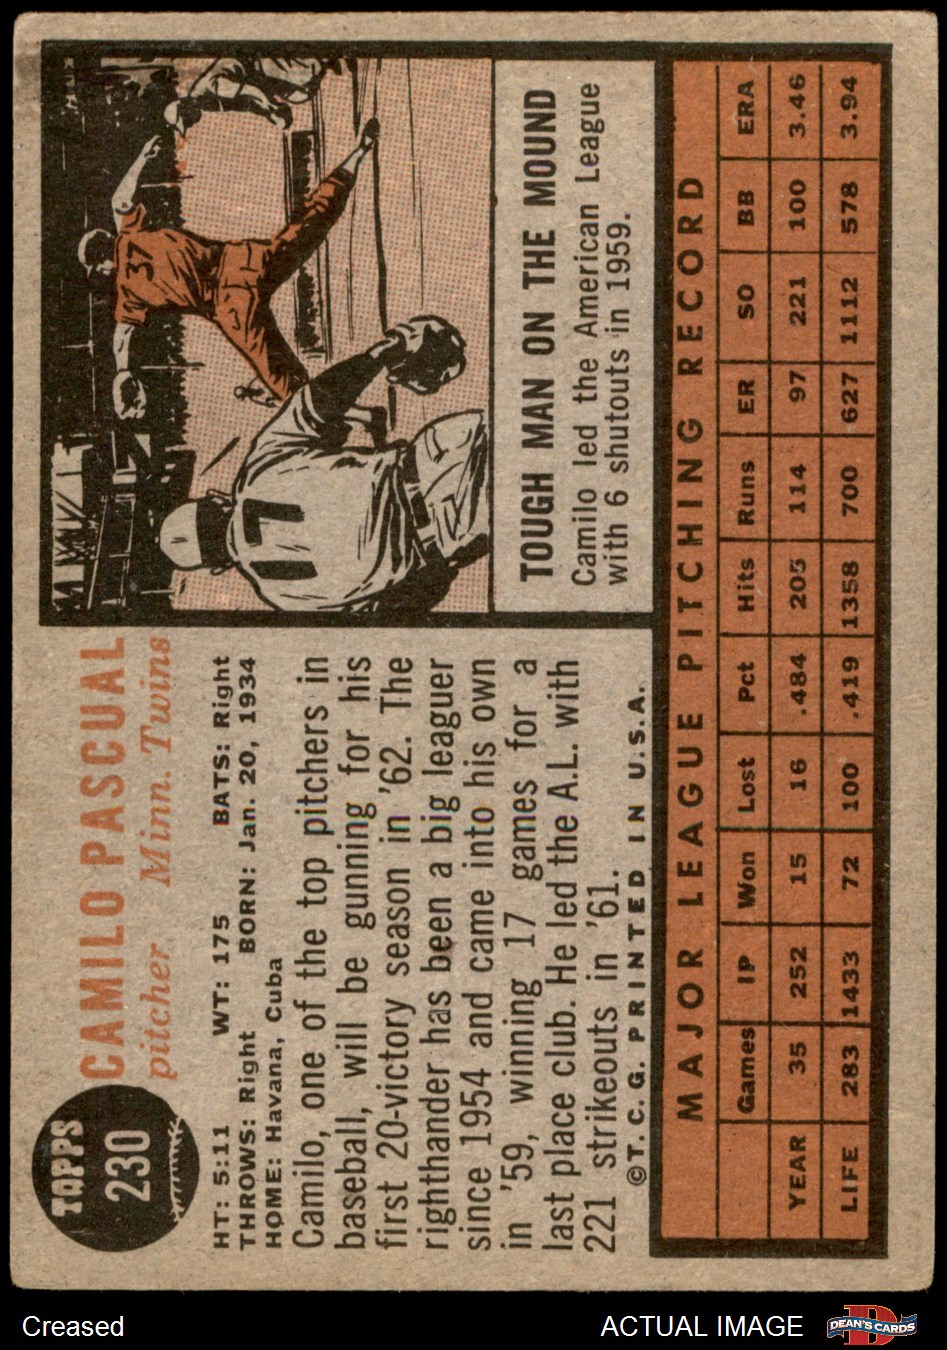 TOPPS
230
CAMILO PASCUAL
pitcher Minn. Twins
HT: 5:11 WT: 175 BATS: Right
THROWS: Right BORN: Jan. 20, 1934
HOME: Havana, Cuba
Camilo, one of the top pitchers in
baseball, will be gunning for his
first 20-victory season in '62. The
righthander has been a big leaguer
since 1954 and came into his own
in '59, winning 17 games for a
last place club. He led the A.L. with
221 strikeouts in '61.
©T.C.G. PRINTED IN U.S.A.
37
17
TOUGH MAN ON THE MOUND
Camilo led the American League
with 6 shutouts in 1959.
MAJOR LEAGUE PITCHING RECORD
Games IP Won Lost Pct Hits Runs ER SO BB ERA
YEAR 35 252 15 16 .484 205 114 97 221 100 3.46
LIFE 283 1433 72 100 .419 1358 700 627 1112 578 3.94
Creased
ACTUAL IMAGE
D
DEAN'S CARDS